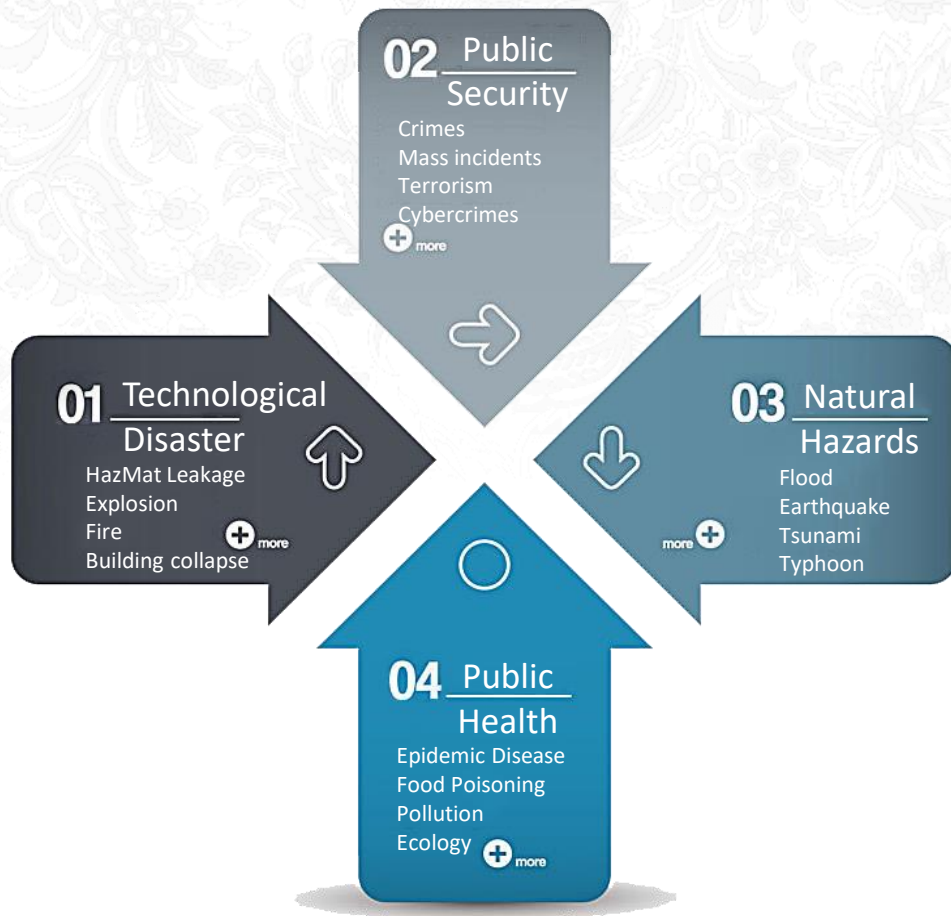 01 Technological
Disaster
HazMat Leakage
Explosion
Fire
Building collapse
more
02 Public
Security
Crimes
Mass incidents
Terrorism
Cybercrimes
more
03 Natural
Hazards
Flood
Earthquake
Tsunami
Typhoon
more
04 Public
Health
Epidemic Disease
Food Poisoning
Pollution
Ecology
more